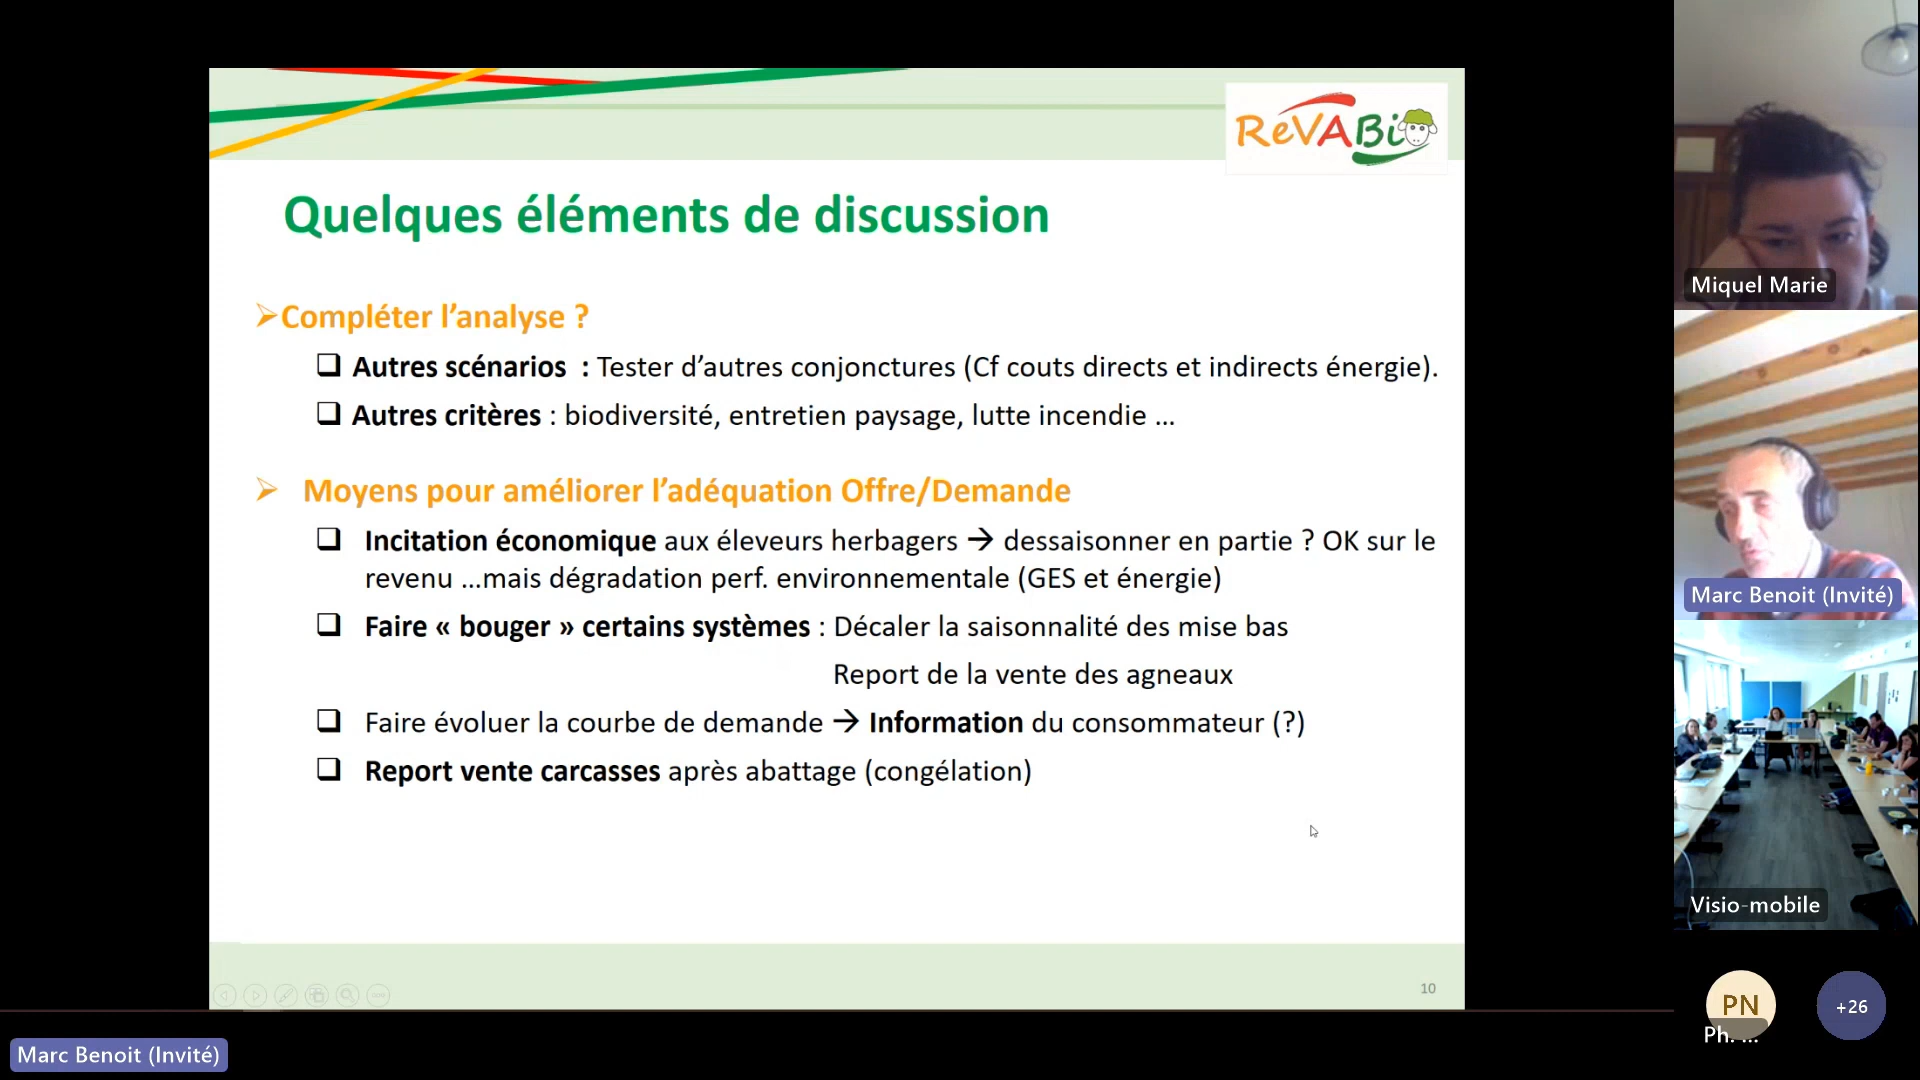 ReVABio
Quelques éléments de discussion
Compléter l’analyse ?
Autres scénarios : Tester d’autres conjonctures (Cf couts directs et indirects énergie).
Autres critères : biodiversité, entretien paysage, lutte incendie ...
Moyens pour améliorer l’adéquation Offre/Demande
Incitation économique aux éleveurs herbagers → dessaisonner en partie ? OK sur le
revenu ...mais dégradation perf. environnementale (GES et énergie)
Faire « bouger » certains systèmes : Décaler la saisonnalité des mise bas
Report de la vente des agneaux
Faire évoluer la courbe de demande → Information du consommateur (?)
Report vente carcasses après abattage (congélation)
10
Miquel Marie
Marc Benoit (Invité)
Visio-mobile
PN
+26
Ph. ...
Marc Benoit (Invité)